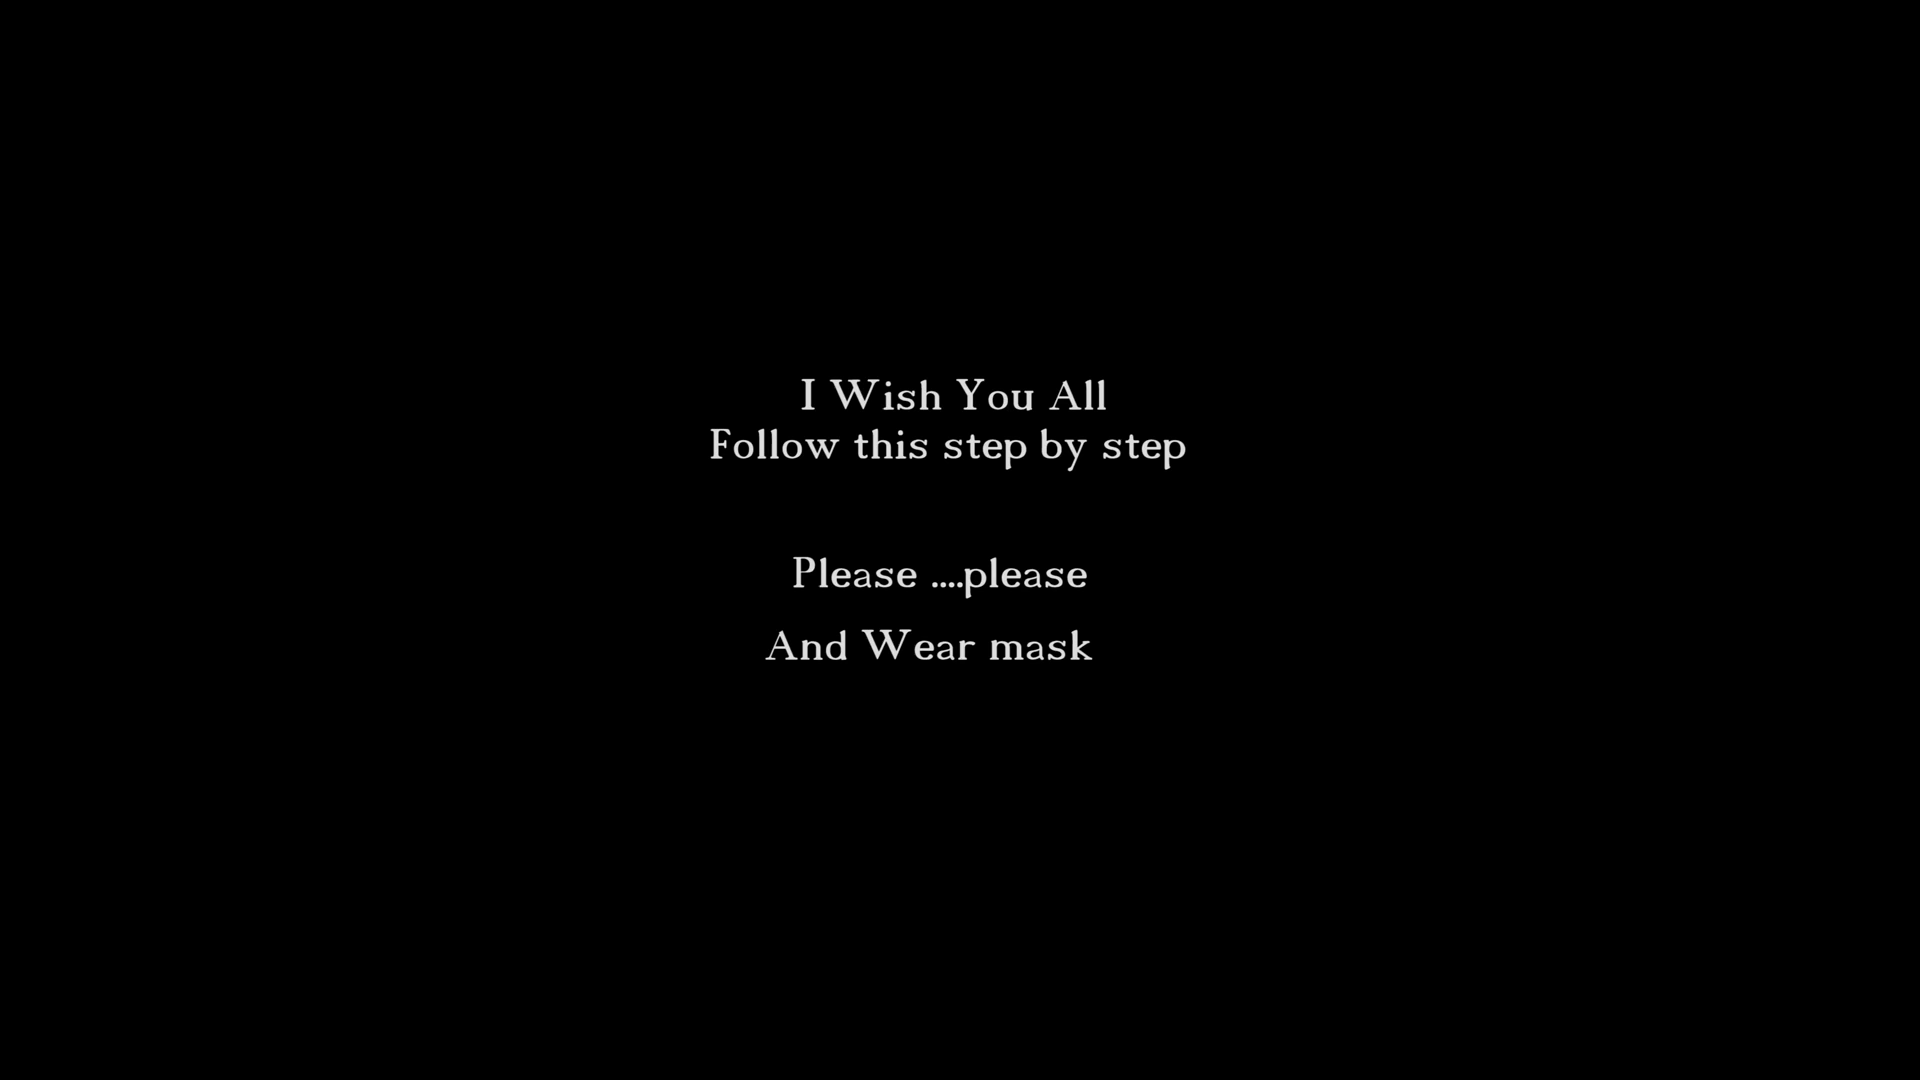 I Wish You All
Follow this step by step
Please ....please
And Wear mask